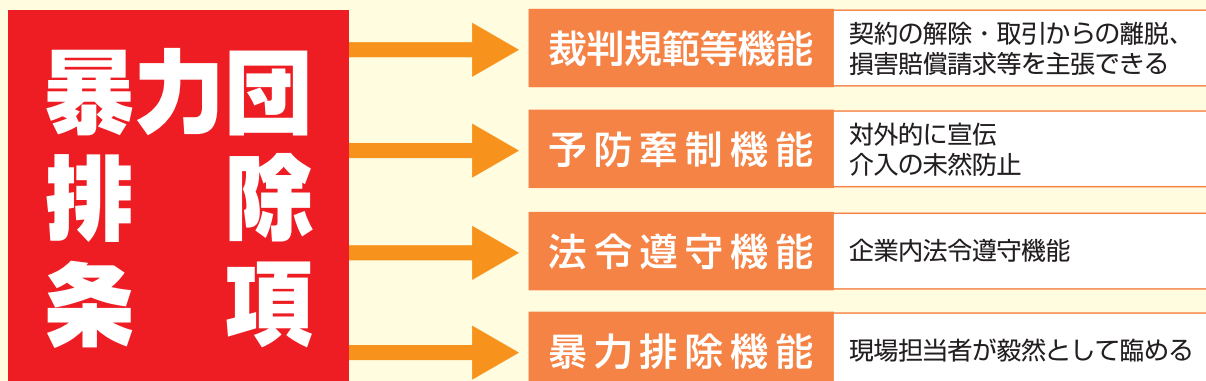 暴力団
排除
条項
裁判規範等機能
契約の解除・取引からの離脱、
損害賠償請求等を主張できる
予防牽制機能
対外的に宣伝
介入の未然防止
法令遵守機能
企業内法令遵守機能
暴力排除機能
現場担当者が毅然として臨める